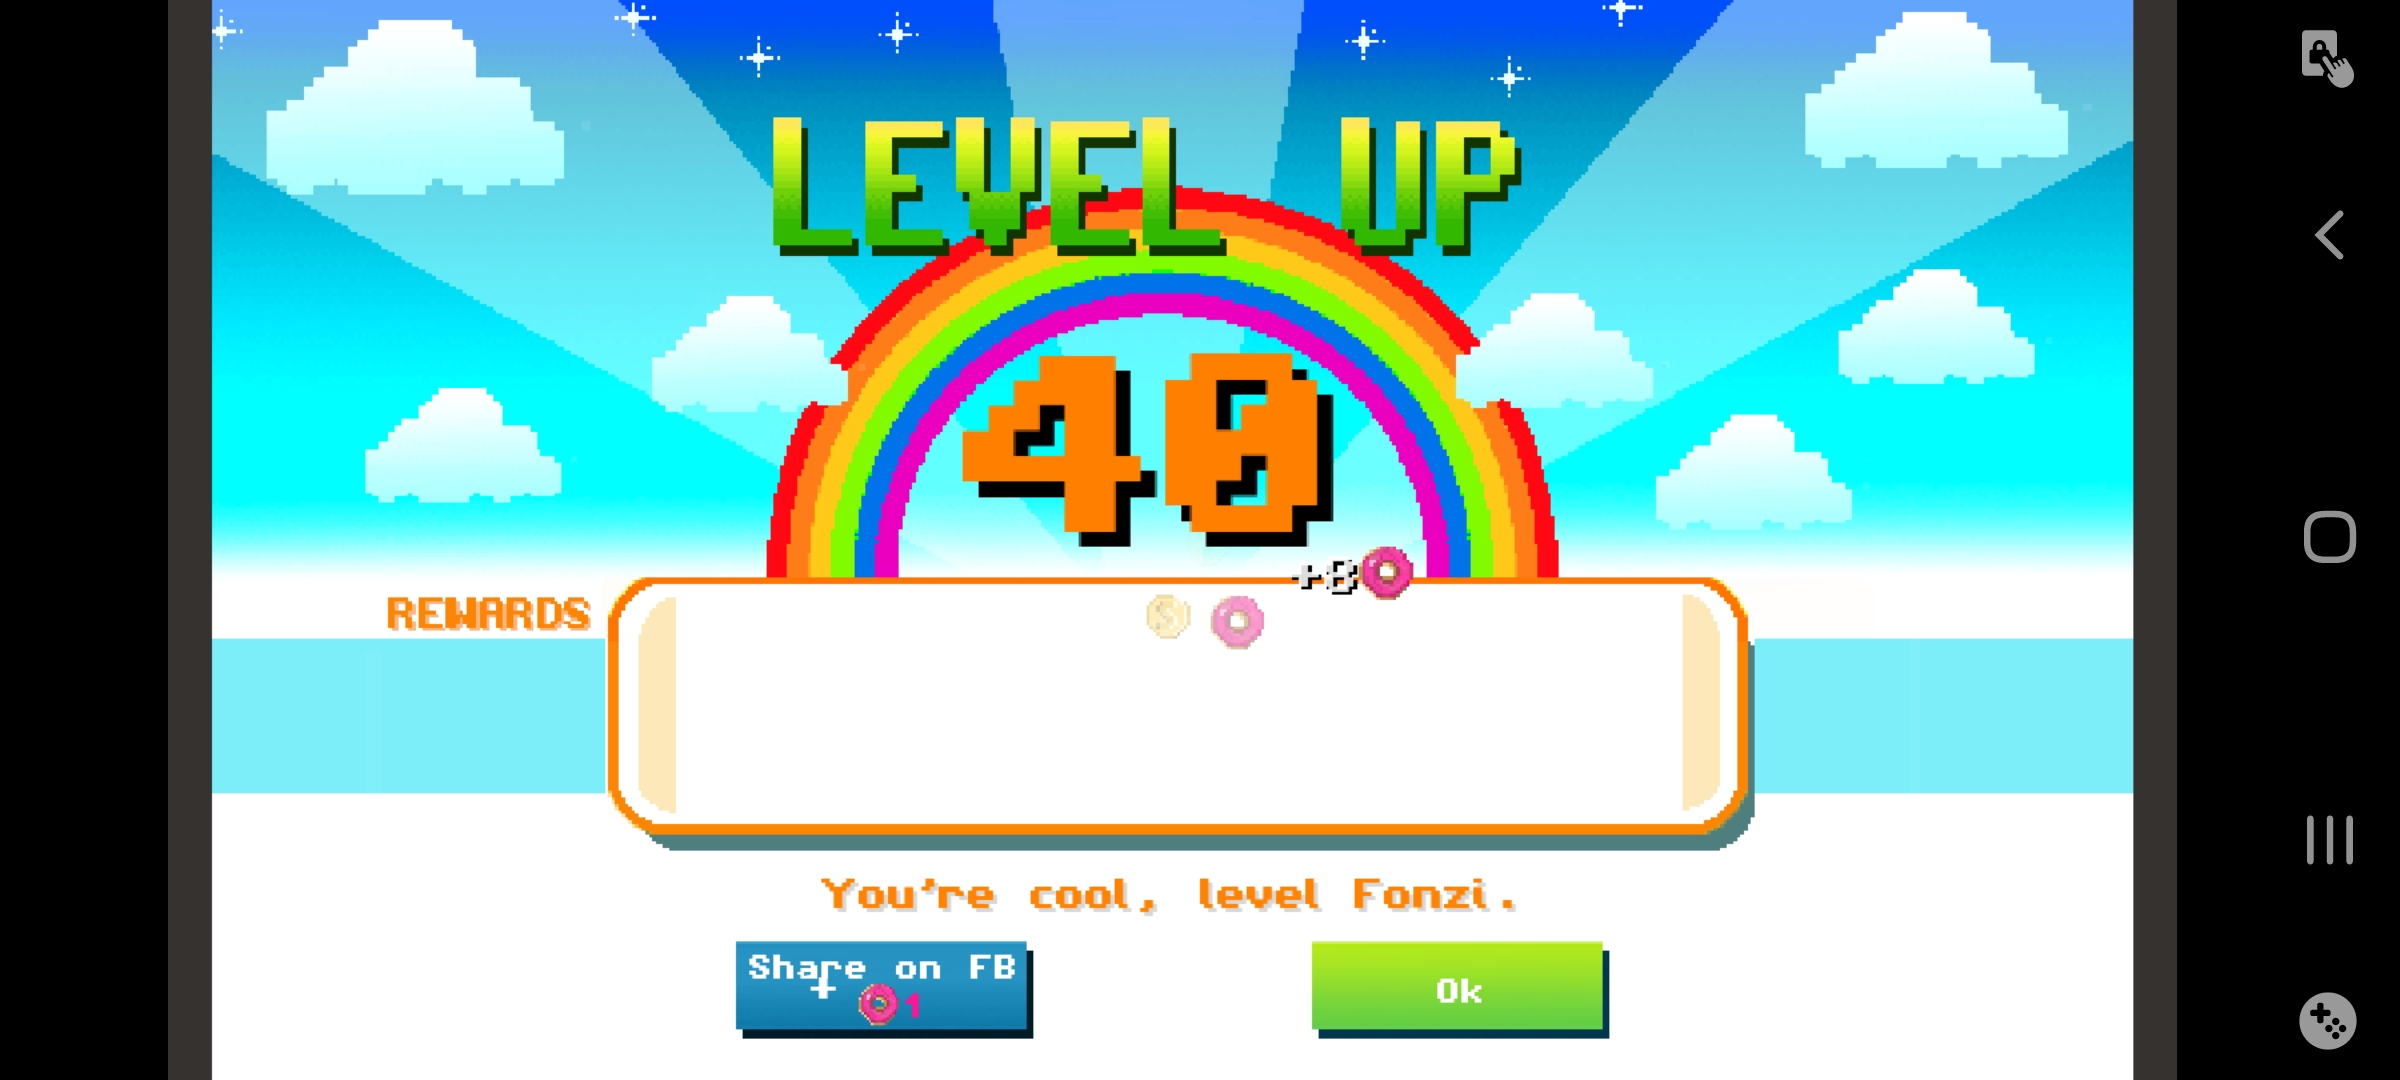 LEVEL UP
40
+8
REWARDS
You're cool, level Fonzi.
Share on FB
+ 1
Ok